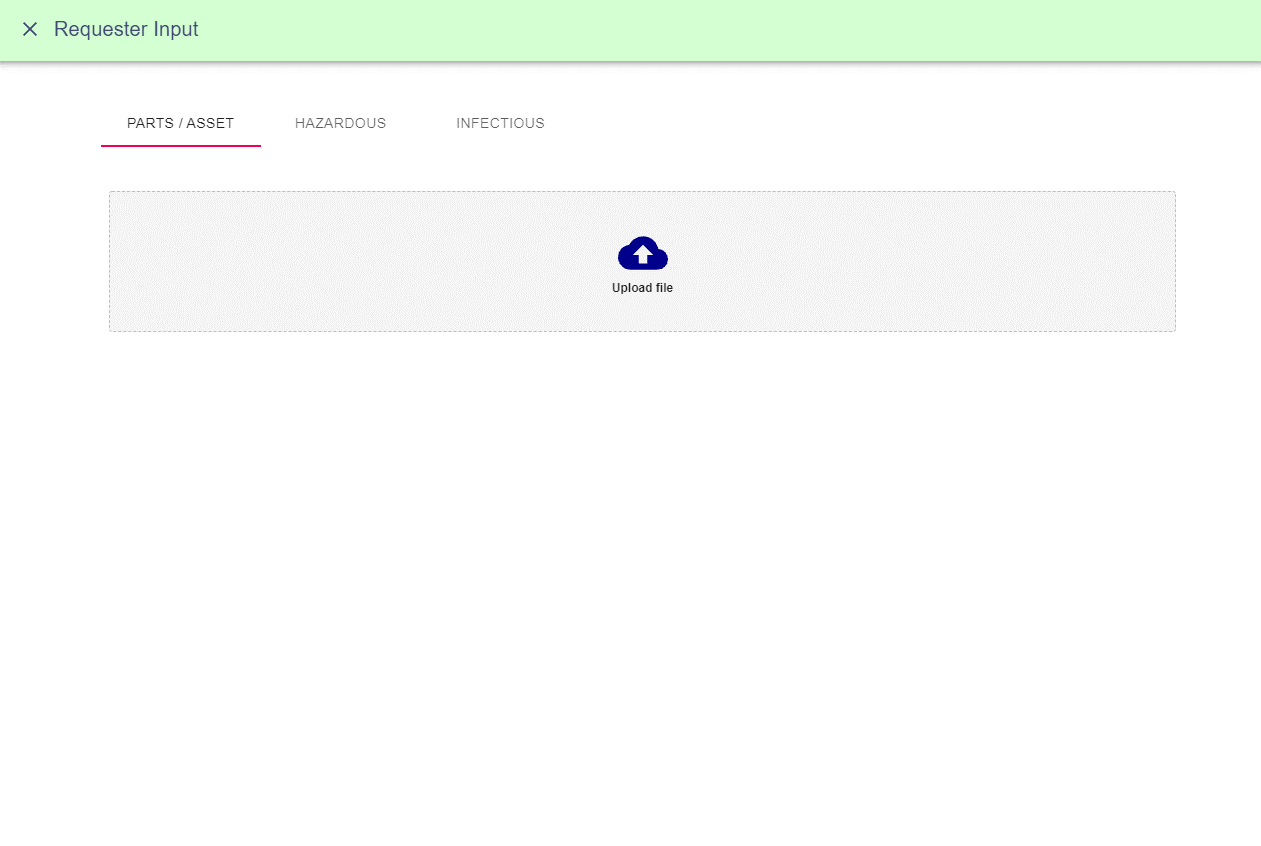 Requester Input
PARTS / ASSET HAZARDOUS INFECTIOUS
Upload file